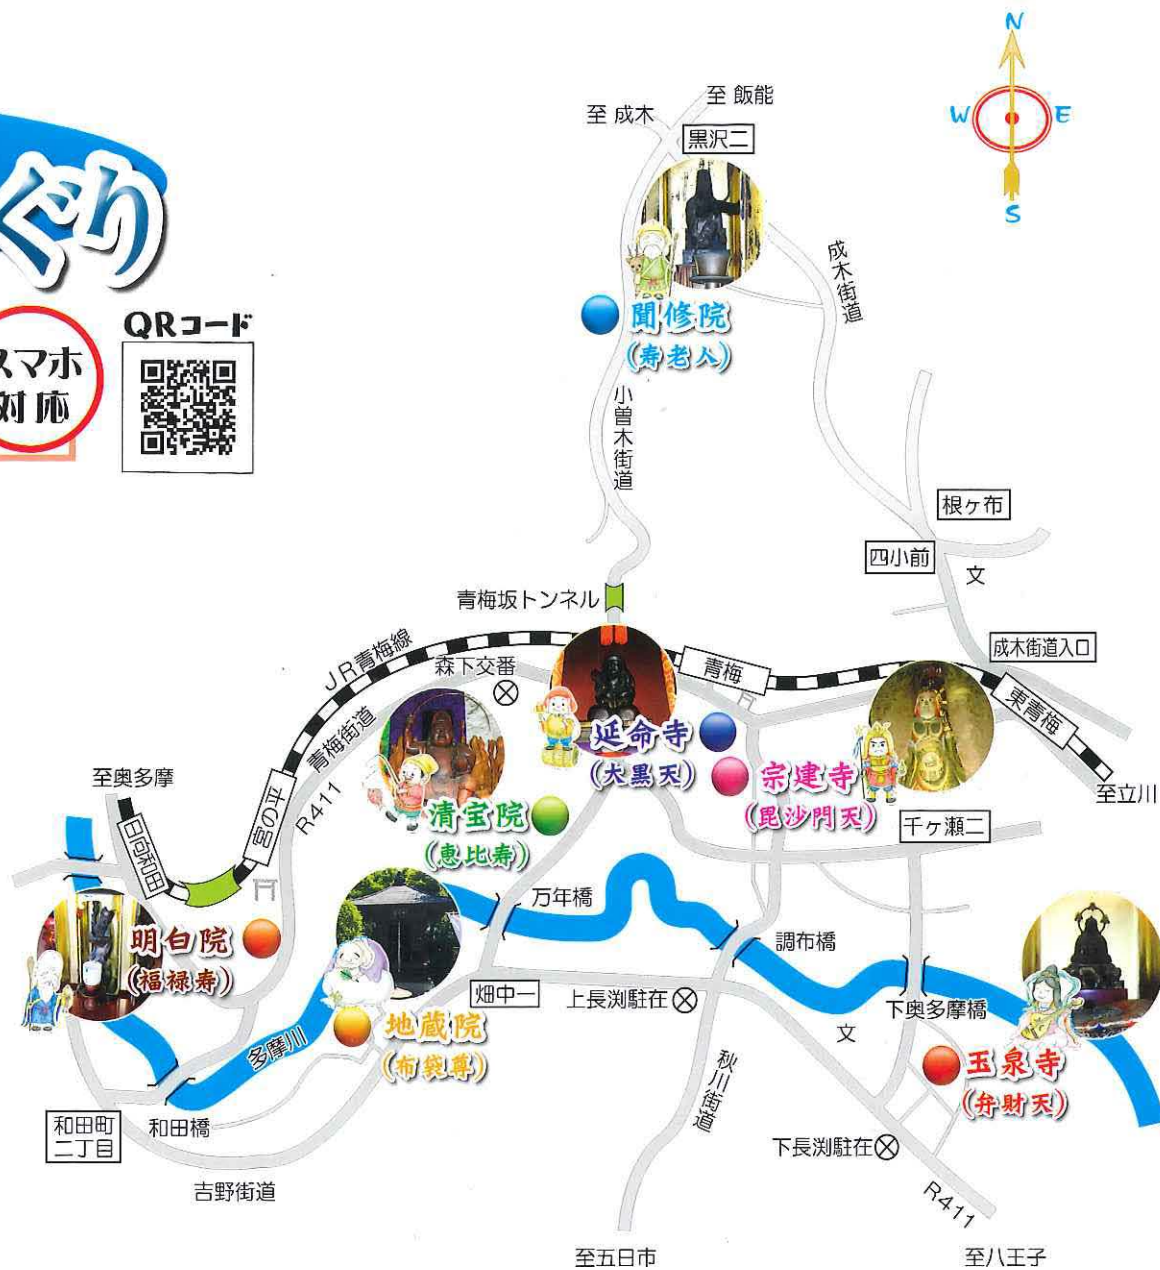 N
W
E
S
ぐり
スマホ
対応
QRコード
至 成木
至 飯能
黒沢二
成木街道
聞修院
(寿老人)
小曽木街道
根ヶ布
四小前
文
青梅坂トンネル
成木街道入口
JR青梅線
森下交番
青梅
東青梅
至立川
青梅街道
R411
延命寺
(大黒天)
宗建寺
(毘沙門天)
千ヶ瀬二
清宝院
(恵比寿)
至奥多摩
日向和田
宮の平
万年橋
調布橋
明白院
(福禄寿)
畑中一
上長渕駐在
下奥多摩橋
地蔵院
(布袋尊)
多摩川
文
玉泉寺
(弁財天)
秋川街道
和田町
二丁目
和田橋
下長渕駐在
吉野街道
R411
至五日市
至八王子